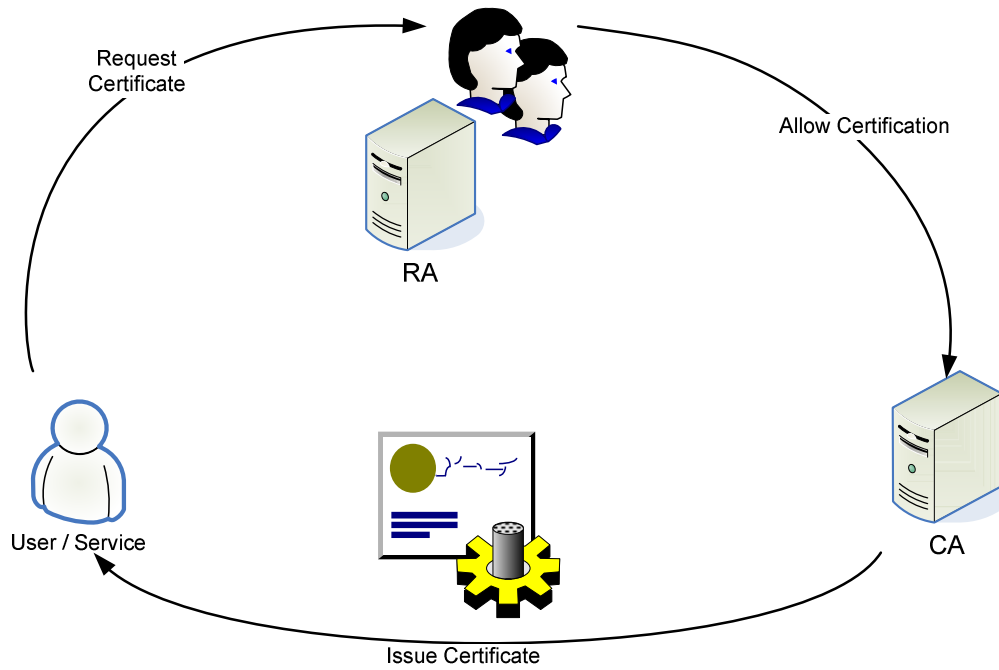 Request
Certificate
Allow Certification
RA
User / Service
CA
Issue Certificate